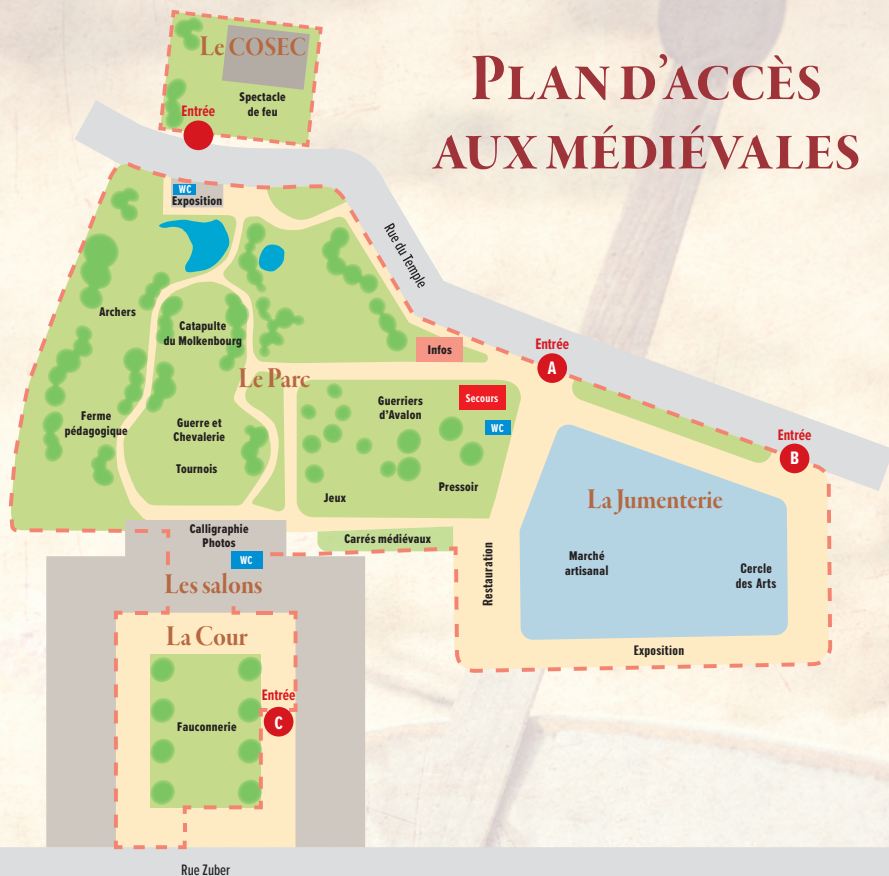 PLAN D'ACCÈS
AUX MÉDIÉVALES
Le COSEC
Spectacle
de feu
Entrée
WC
Exposition
Rue du Temple
Archers
Catapulte
du Molkenbourg
Infos
Entrée
A
Le Parc
Guerriers
d'Avalon
Secours
WC
Ferme
pédagogique
Guerre et
Chevalerie
Tournois
Jeux
Pressoir
Entrée
B
La Jumenterie
Marché
artisanal
Cercle
des Arts
Restauration
Exposition
Calligraphie
Photos
WC
Carrés médiévaux
Les salons
La Cour
Entrée
C
Fauconnerie
Rue Zuber